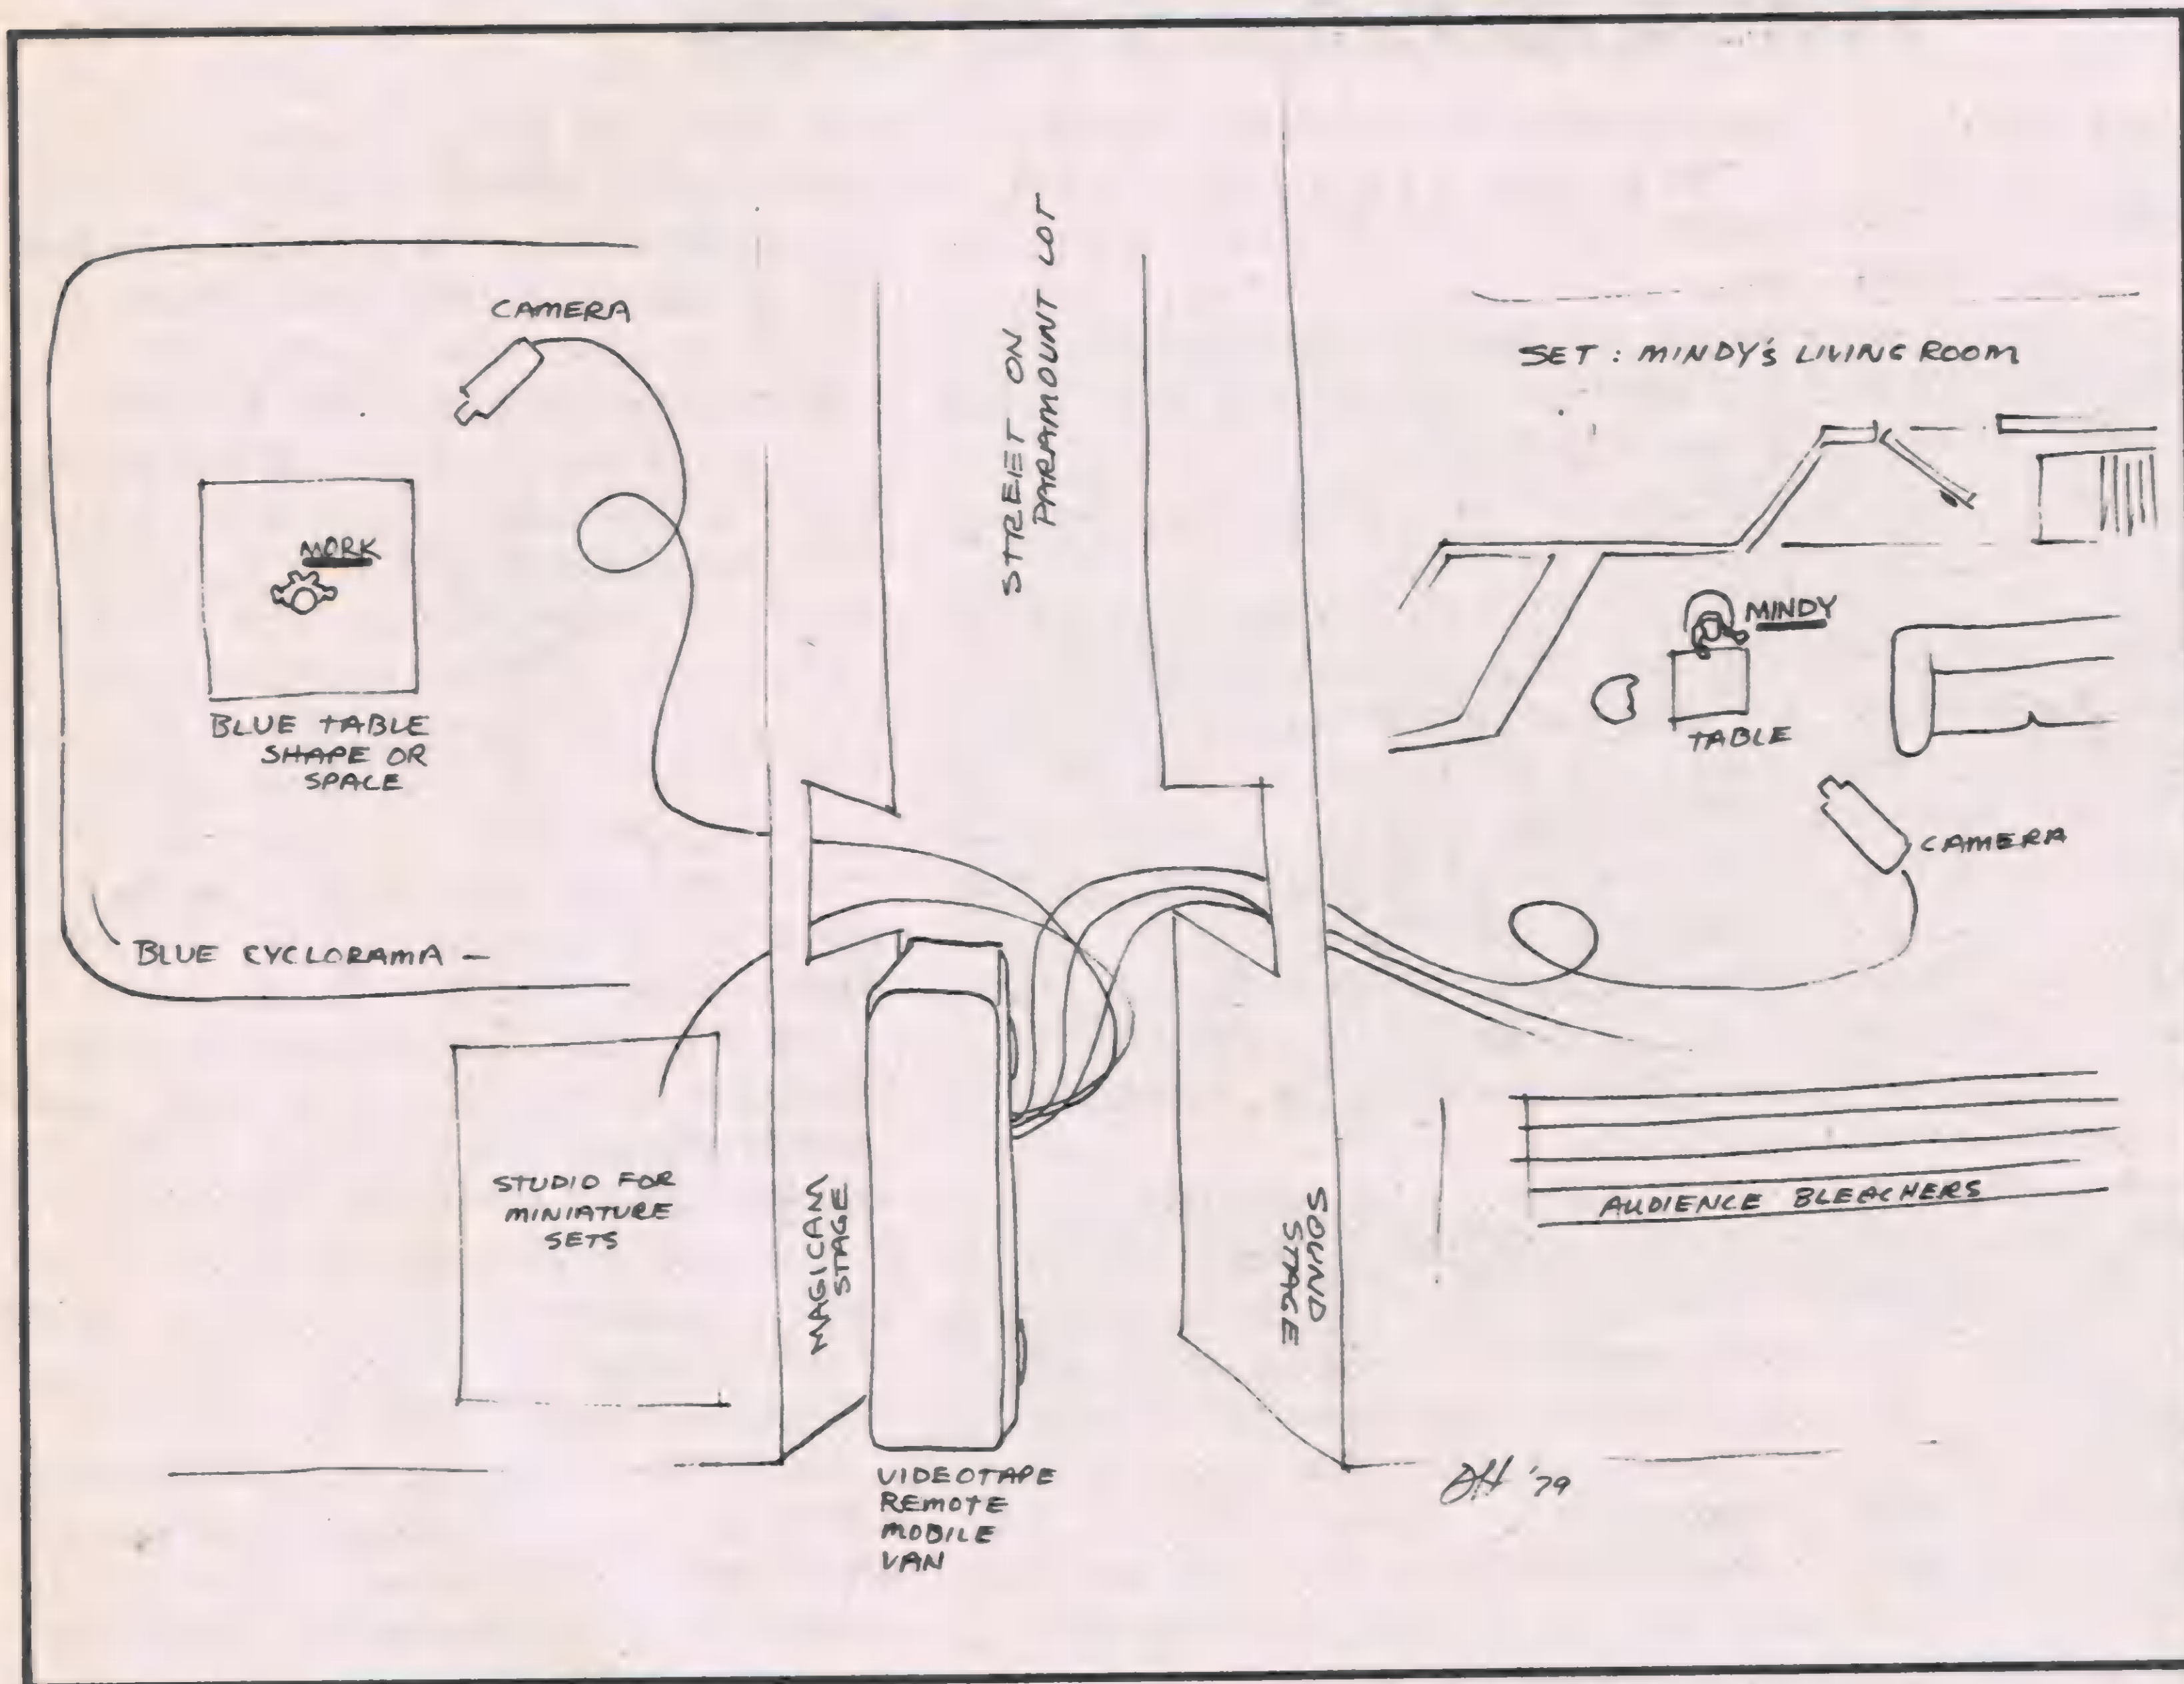 CAMERA
STREET ON
PARAMOUNT LOT
SET : MINDY'S LIVING ROOM
MORK
MINDY
BLUE TABLE
SHAPE OR
SPACE
TABLE
CAMERA
BLUE CYCLORAMA —
STUDIO FOR
MINIATURE
SETS
MAGICAM
STAGE
SOUND
STAGE
AUDIENCE BLEACHERS
VIDEOTAPE
REMOTE
MOBILE
VAN
'79